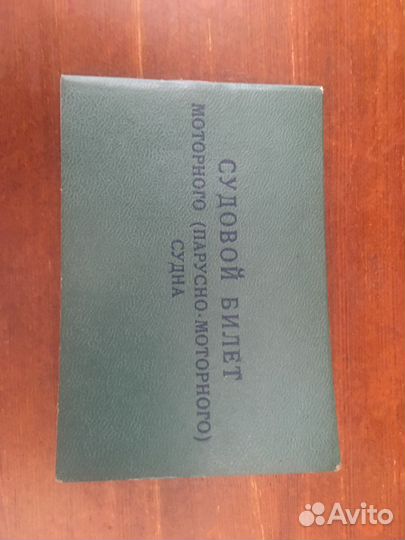 СУДОВОЙ БИЛЕТ
МОТОРНОГО (ПАРУСНО-МОТОРНОГО)
СУДНА
Avito